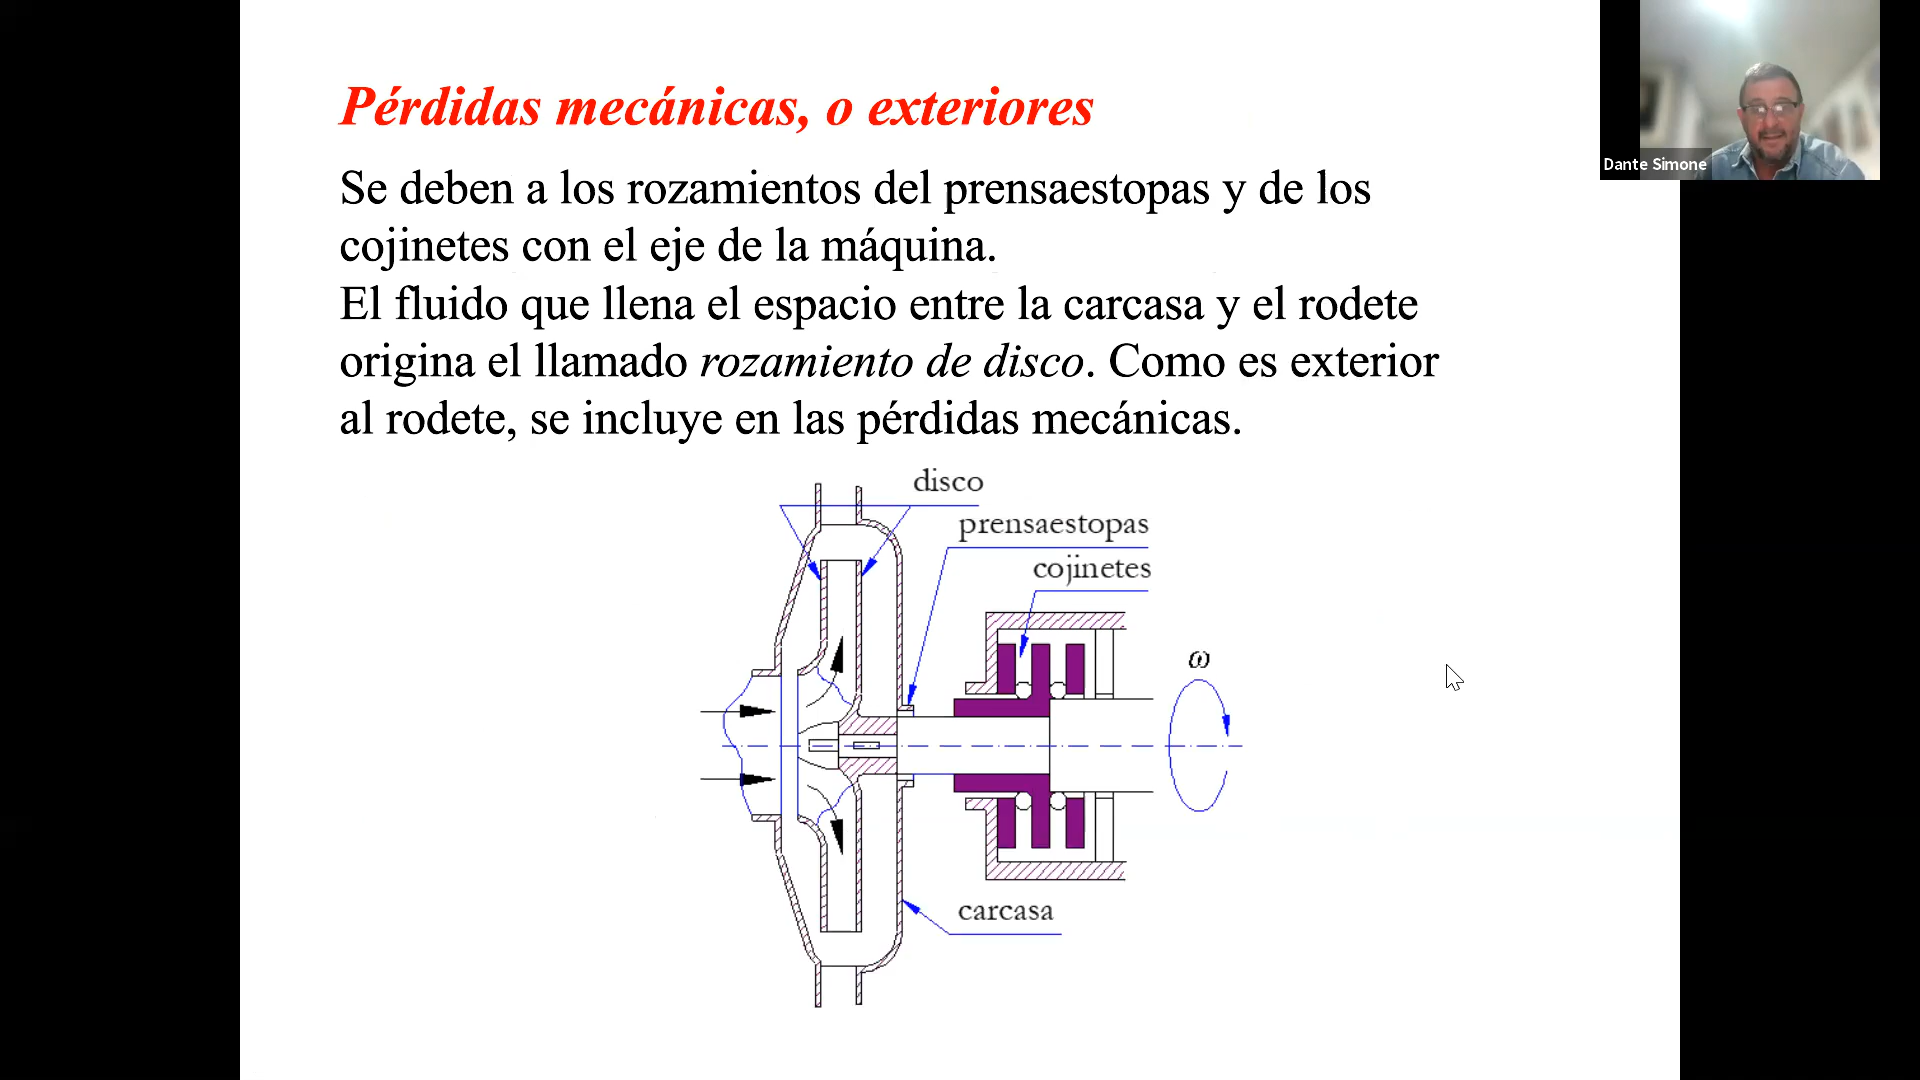 Pérdidas mecánicas, o exteriores
Se deben a los rozamientos del prensaestopas y de los
cojinetes con el eje de la máquina.
El fluido que llena el espacio entre la carcasa y el rodete
origina el llamado rozamiento de disco. Como es exterior
al rodete, se incluye en las pérdidas mecánicas.
disco
prensaestopas
cojinetes
ω
carcasa
Dante Simone